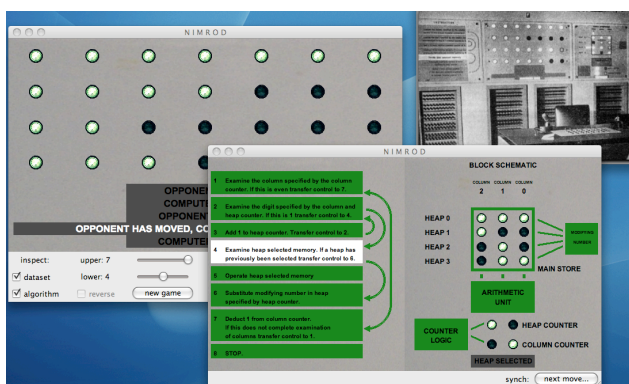 NIMROD
OPPONEN
COMPUTE
OPPONENT
OPPONENT HAS MOVED, CO
COMPUTE
inspect:
upper: 7
dataset
lower: 4
algorithm
reverse
new game
NIMROD
1 Examine the column specified by the column
counter. If this is even transfer control to 7.
2 Examine the digit specified by the column and
heap counter. If this is 1 transfer control to 4.
3 Add 1 to heap counter. Transfer control to 2.
4 Examine heap selected memory. If a heap has
previously been selected transfer control to 6.
5 Operate heap selected memory
6 Substitute modifying number in heap
specified by heap counter.
7 Deduct 1 from column counter.
If this does not complete examination
of columns transfer control to 1.
8 STOP.
BLOCK SCHEMATIC
COLUMN COLUMN COLUMN
2 1 0
HEAP 0
HEAP 1
HEAP 2
HEAP 3
MODIFYING
NUMBER
MAIN STORE
ARITHMETIC
UNIT
COUNTER
LOGIC
HEAP COUNTER
COLUMN COUNTER
HEAP SELECTED
synch:
next move...